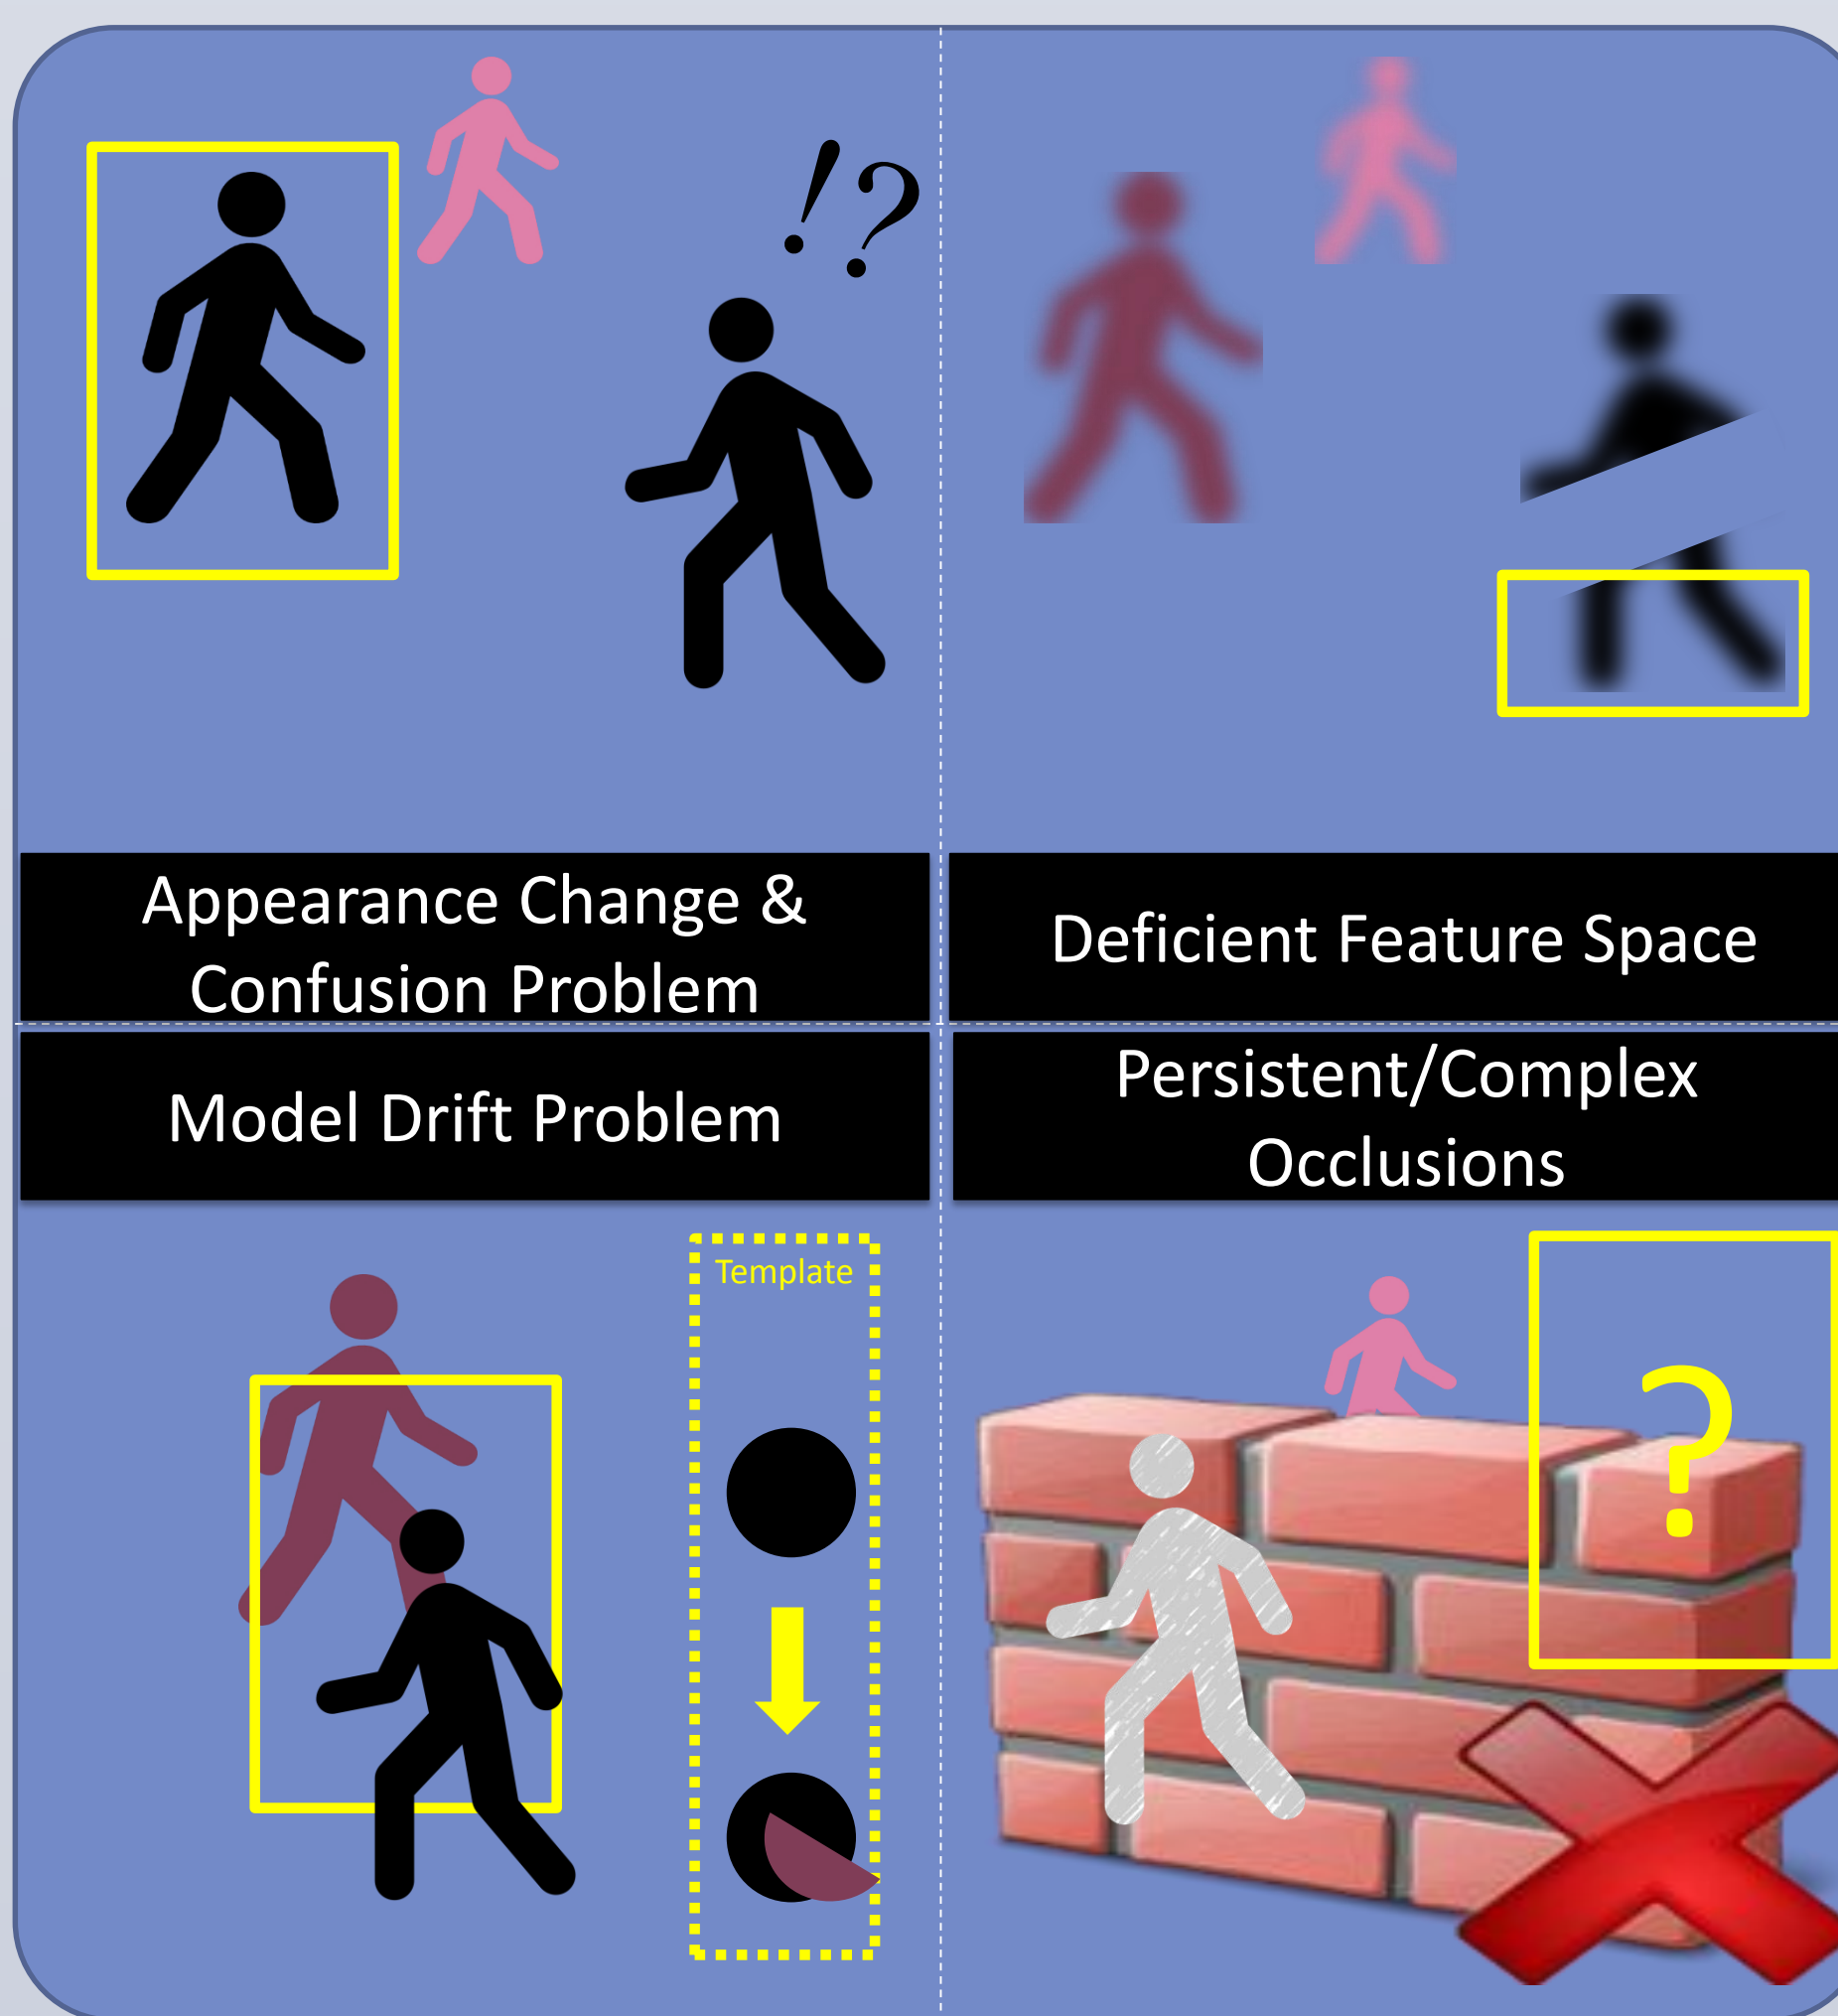 !?
Appearance Change &
Confusion Problem
Deficient Feature Space
Model Drift Problem
Persistent/Complex
Occlusions
Template
?